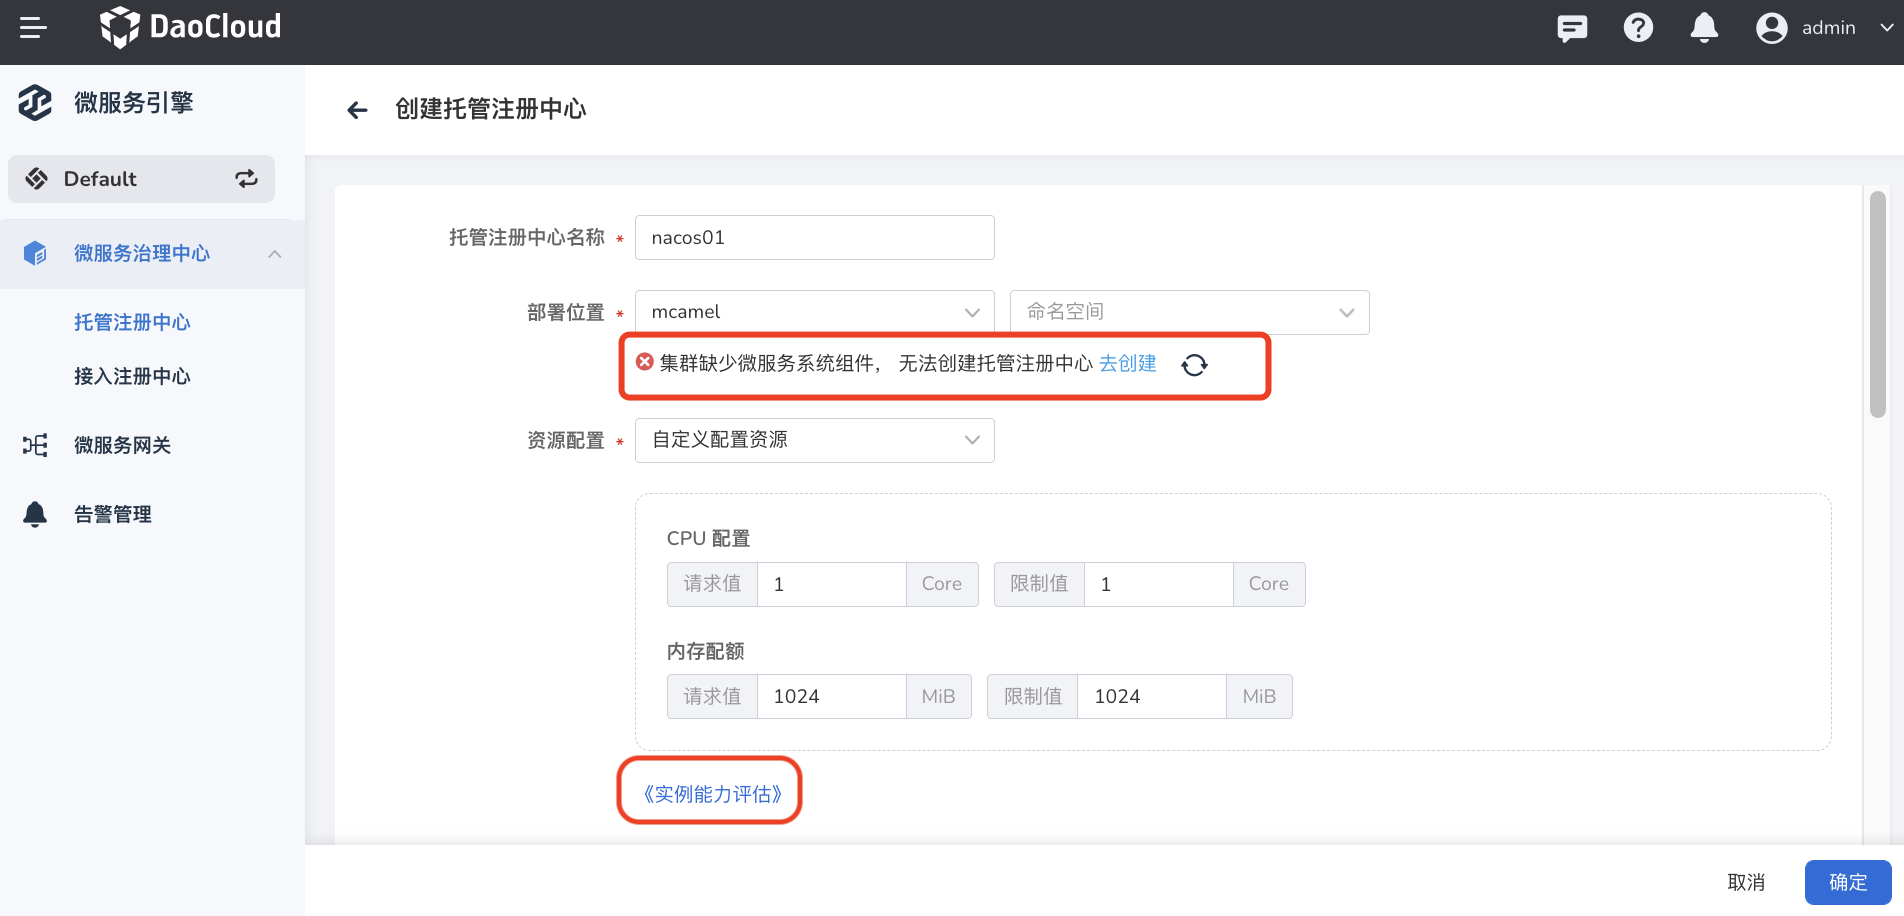 DaoCloud
admin
微服务引擎
Default
微服务治理中心
托管注册中心
接入注册中心
微服务网关
告警管理
创建托管注册中心
托管注册中心名称 * nacos01
部署位置 * mcamel 命名空间
集群缺少微服务系统组件， 无法创建托管注册中心 去创建
资源配置 * 自定义配置资源
CPU 配置
请求值 1 Core 限制值 1 Core
内存配额
请求值 1024 MiB 限制值 1024 MiB
《实例能力评估》
取消 确定